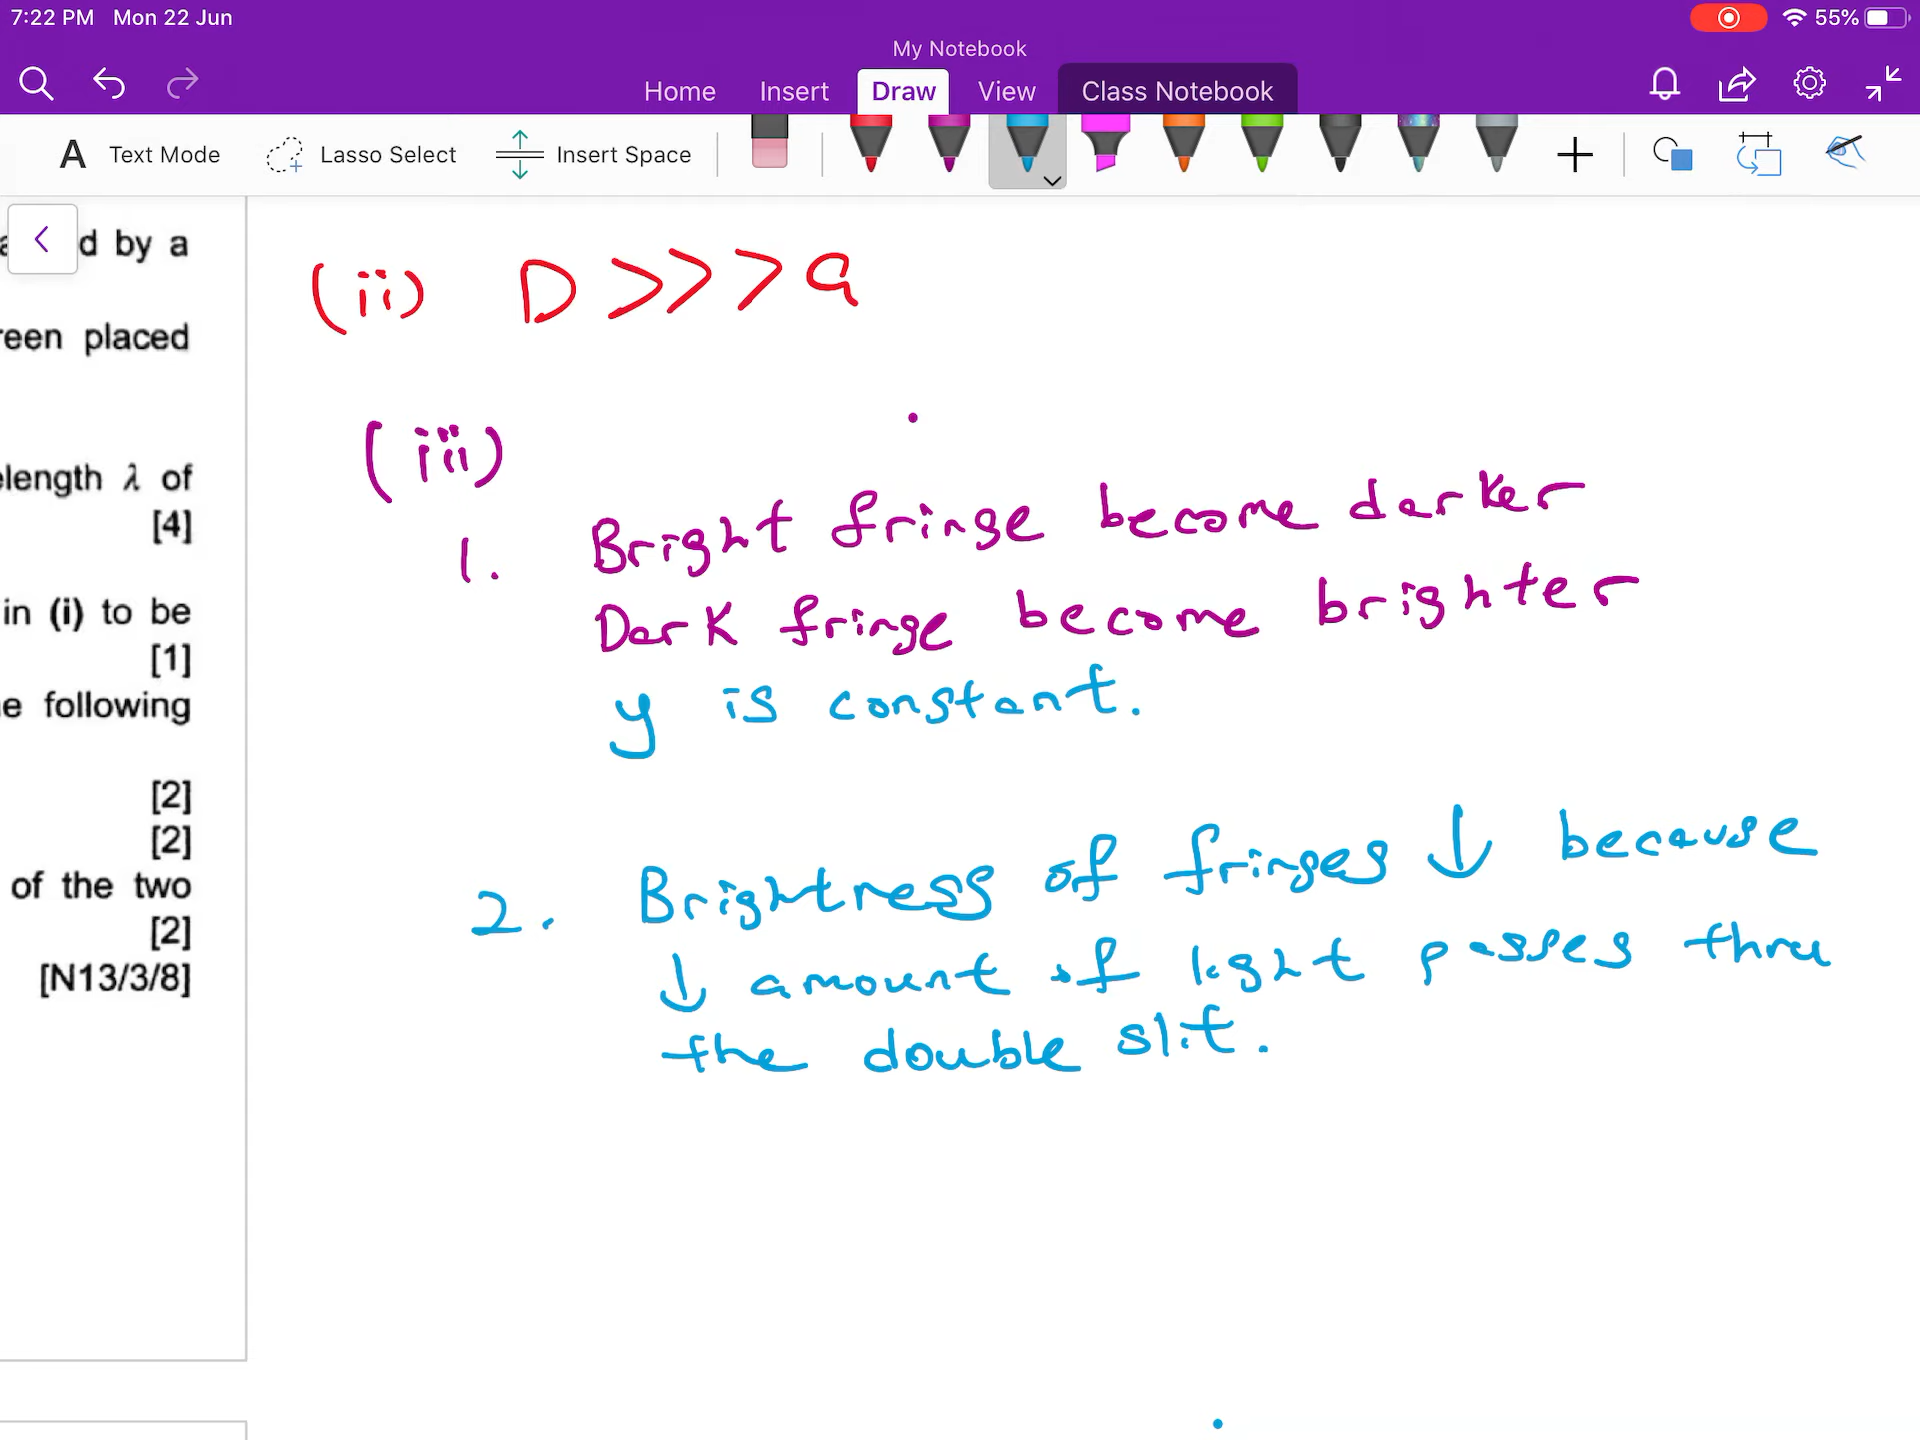 7:22 PM Mon 22 Jun
55%
My Notebook
Home Insert Draw View Class Notebook
A Text Mode Lasso Select Insert Space
d by a
reen placed
length λ of
[4]
in (i) to be
[1]
e following
[2]
[2]
of the two
[2]
[N13/3/8]
(ii) D >>> a
(iii)
1. Bright fringe become darker
Dark fringe become brighter
y is constant.
2. Brightness of fringes ↓ because
↓ amount of light passes thru
the double slit.